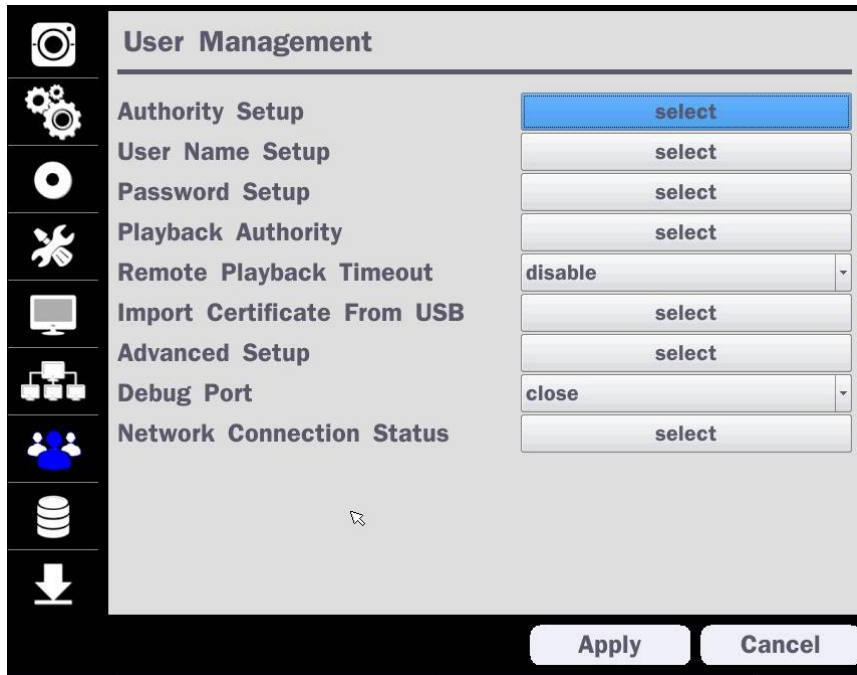 User Management
Authority Setup select
User Name Setup select
Password Setup select
Playback Authority select
Remote Playback Timeout disable
Import Certificate From USB select
Advanced Setup select
Debug Port close
Network Connection Status select
Apply Cancel